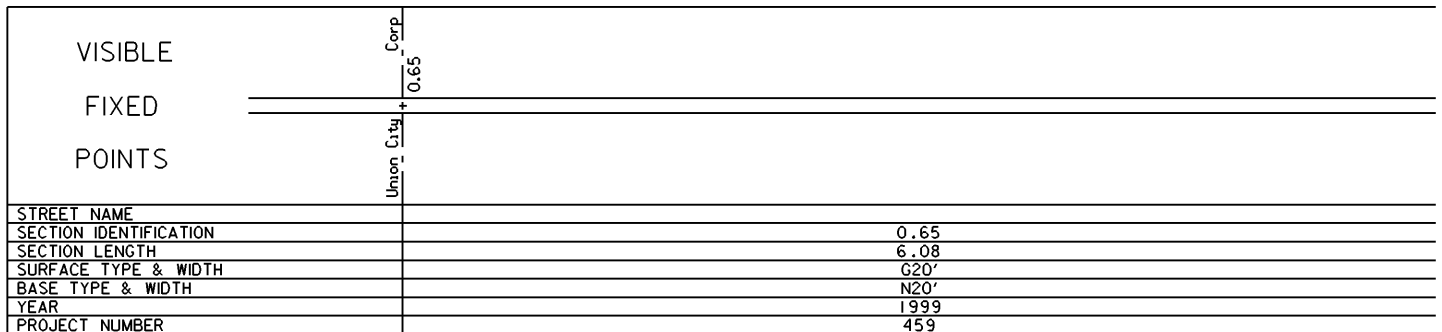 VISIBLE
FIXED
POINTS
Union City Corp
0.65
STREET NAME
SECTION IDENTIFICATION 0.65
SECTION LENGTH 6.08
SURFACE TYPE & WIDTH G20'
BASE TYPE & WIDTH N20'
YEAR 1999
PROJECT NUMBER 459